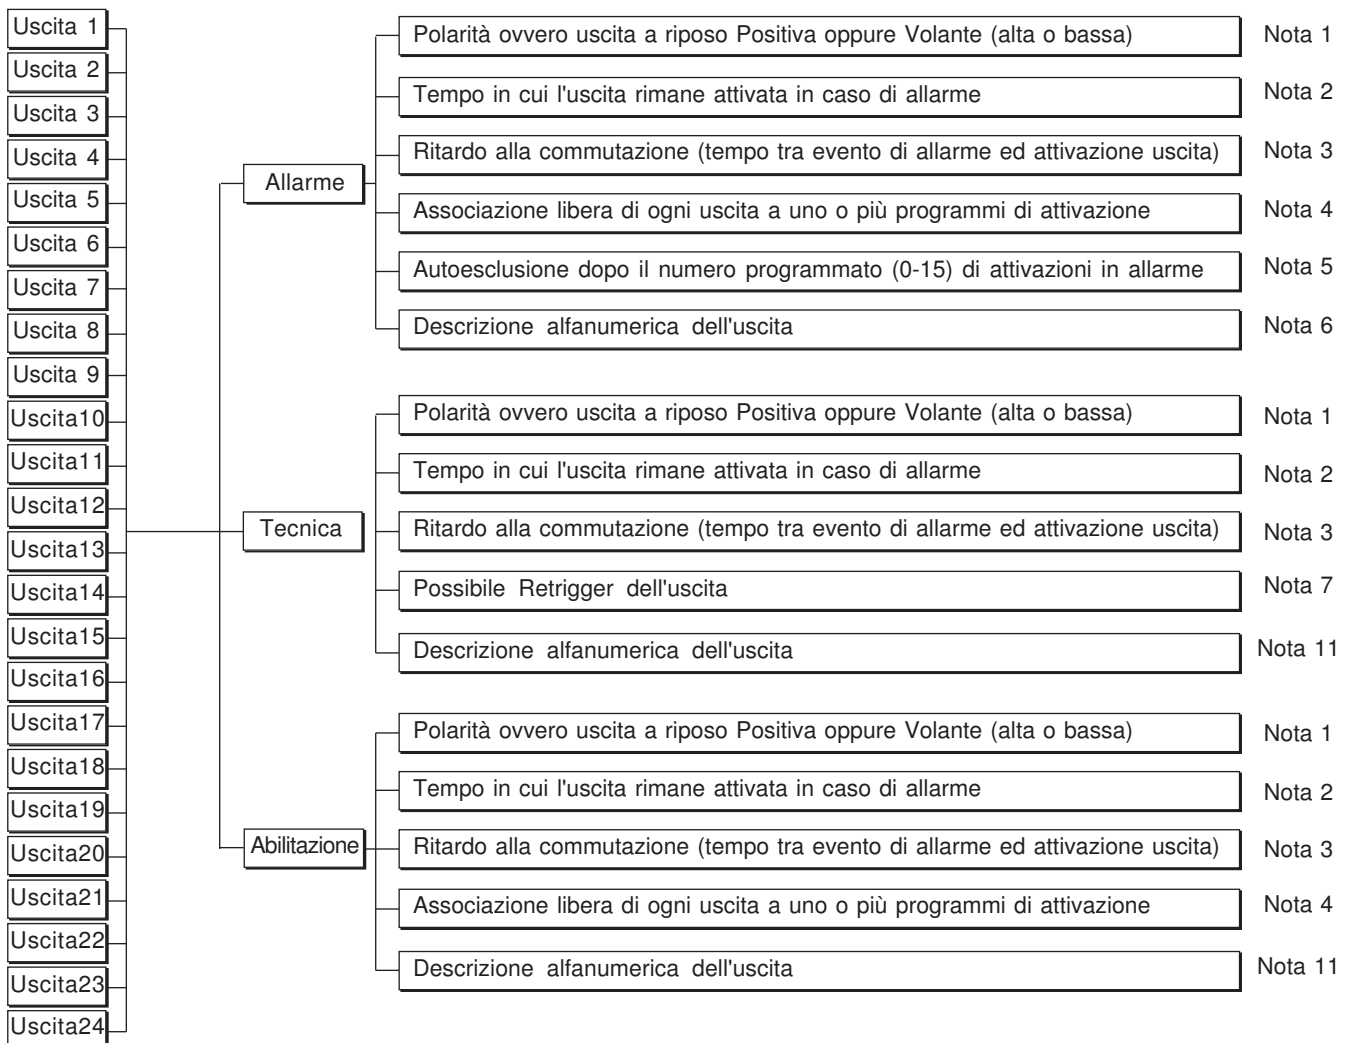 Uscita 1
Uscita 2
Uscita 3
Uscita 4
Uscita 5
Uscita 6
Uscita 7
Uscita 8
Uscita 9
Uscita10
Uscita11
Uscita12
Uscita13
Uscita14
Uscita15
Uscita16
Uscita17
Uscita18
Uscita19
Uscita20
Uscita21
Uscita22
Uscita23
Uscita24
Allarme
Polarità ovvero uscita a riposo Positiva oppure Volante (alta o bassa) Nota 1
Tempo in cui l'uscita rimane attivata in caso di allarme Nota 2
Ritardo alla commutazione (tempo tra evento di allarme ed attivazione uscita) Nota 3
Associazione libera di ogni uscita a uno o più programmi di attivazione Nota 4
Autoesclusione dopo il numero programmato (0-15) di attivazioni in allarme Nota 5
Descrizione alfanumerica dell'uscita Nota 6
Tecnica
Polarità ovvero uscita a riposo Positiva oppure Volante (alta o bassa) Nota 1
Tempo in cui l'uscita rimane attivata in caso di allarme Nota 2
Ritardo alla commutazione (tempo tra evento di allarme ed attivazione uscita) Nota 3
Possibile Retrigger dell'uscita Nota 7
Descrizione alfanumerica dell'uscita Nota 11
Abilitazione
Polarità ovvero uscita a riposo Positiva oppure Volante (alta o bassa) Nota 1
Tempo in cui l'uscita rimane attivata in caso di allarme Nota 2
Ritardo alla commutazione (tempo tra evento di allarme ed attivazione uscita) Nota 3
Associazione libera di ogni uscita a uno o più programmi di attivazione Nota 4
Descrizione alfanumerica dell'uscita Nota 11